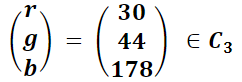 ( r ) = ( 30 ) ∈ C₃
( g ) ( 44 )
( b ) ( 178 )